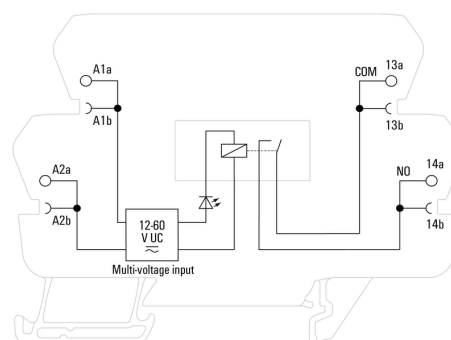 A1a
A1b
A2a
A2b
COM
13a
13b
NO
14a
14b
12-60
V UC
Multi-voltage input